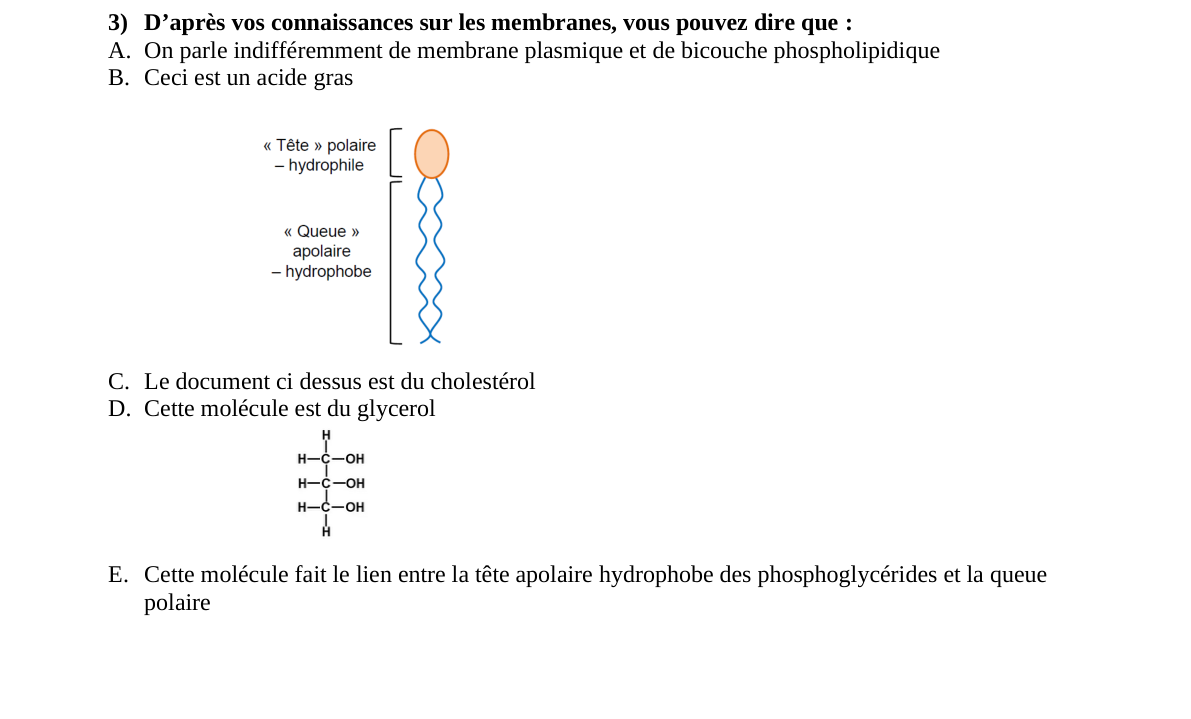 3) D’après vos connaissances sur les membranes, vous pouvez dire que :
A. On parle indifféremment de membrane plasmique et de bicouche phospholipidique
B. Ceci est un acide gras
« Tête » polaire
– hydrophile
« Queue »
apolaire
– hydrophobe
C. Le document ci dessus est du cholestérol
D. Cette molécule est du glycerol
H
H—C—OH
H—C—OH
H—C—OH
H
E. Cette molécule fait le lien entre la tête apolaire hydrophobe des phosphoglycérides et la queue
polaire